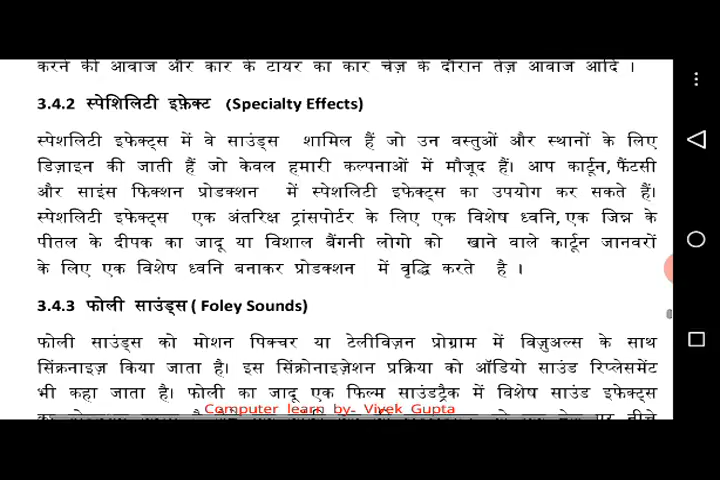 करने की आवाज और कार के टायर का कार चेज़ के दौरान तेज़ आवाज आदि ।
3.4.2 स्पेशिलिटी इफ़ेक्ट (Specialty Effects)
स्पेशलिटी इफेक्ट्स में वे साउंड्स शामिल हैं जो उन वस्तुओं और स्थानों के लिए
डिज़ाइन की जाती हैं जो केवल हमारी कल्पनाओं में मौजूद हैं। आप कार्टून, फैंटसी
और साइंस फिक्शन प्रोडक्शन में स्पेशलिटी इफेक्ट्स का उपयोग कर सकते हैं।
स्पेशलिटी इफेक्ट्स एक अंतरिक्ष ट्रांसपोर्टर के लिए एक विशेष ध्वनि, एक जिन्न के
पीतल के दीपक का जादू या विशाल बैंगनी लोगो को खाने वाले कार्टून जानवरों
के लिए एक विशेष ध्वनि बनाकर प्रोडक्शन में वृद्धि करते है ।
3.4.3 फोली साउंड्स ( Foley Sounds)
फोली साउंड्स को मोशन पिक्चर या टेलीविज़न प्रोग्राम में विज़ुअल्स के साथ
सिंक्रनाइज़ किया जाता है। इस सिंक्रोनाइज़ेशन प्रक्रिया को ऑडियो साउंड रिप्लेसमेंट
भी कहा जाता है। फोली का जादू एक फिल्म साउंडट्रैक में विशेष साउंड इफेक्ट्स
Computer learn by- Vivek Gupta